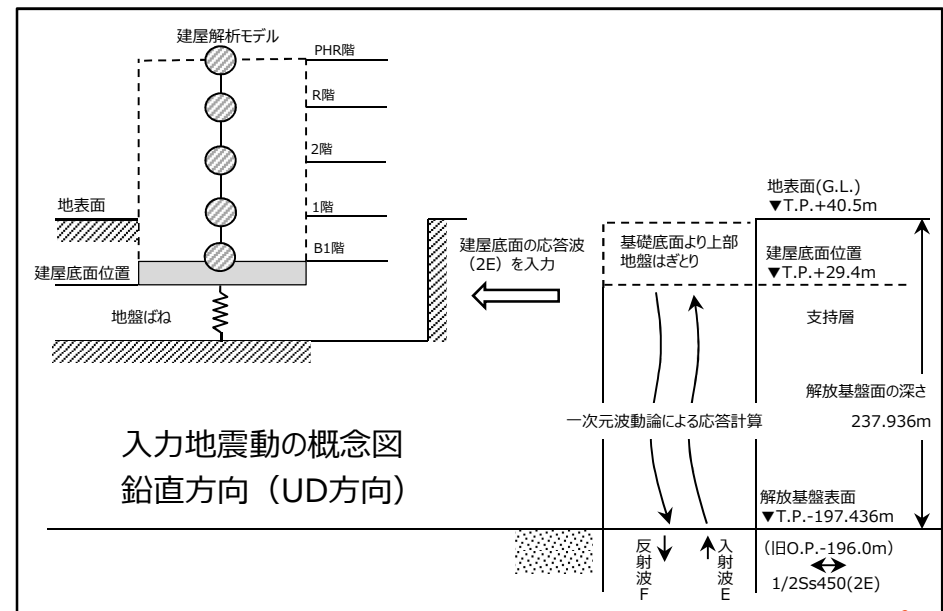 建屋解析モデル
PHR階
R階
2階
1階
B1階
地表面
建屋底面位置
地盤ばね
建屋底面の応答波
（2E）を入力
基礎底面より上部
地盤はぎとり
地表面(G.L.)
▼T.P.+40.5m
建屋底面位置
▼T.P.+29.4m
支持層
解放基盤面の深さ
237.936m
一次元波動論による応答計算
入力地震動の概念図
鉛直方向（UD方向）
解放基盤表面
▼T.P.-197.436m
反射波F
入射波E
(旧O.P.-196.0m）
1/2Ss450(2E)